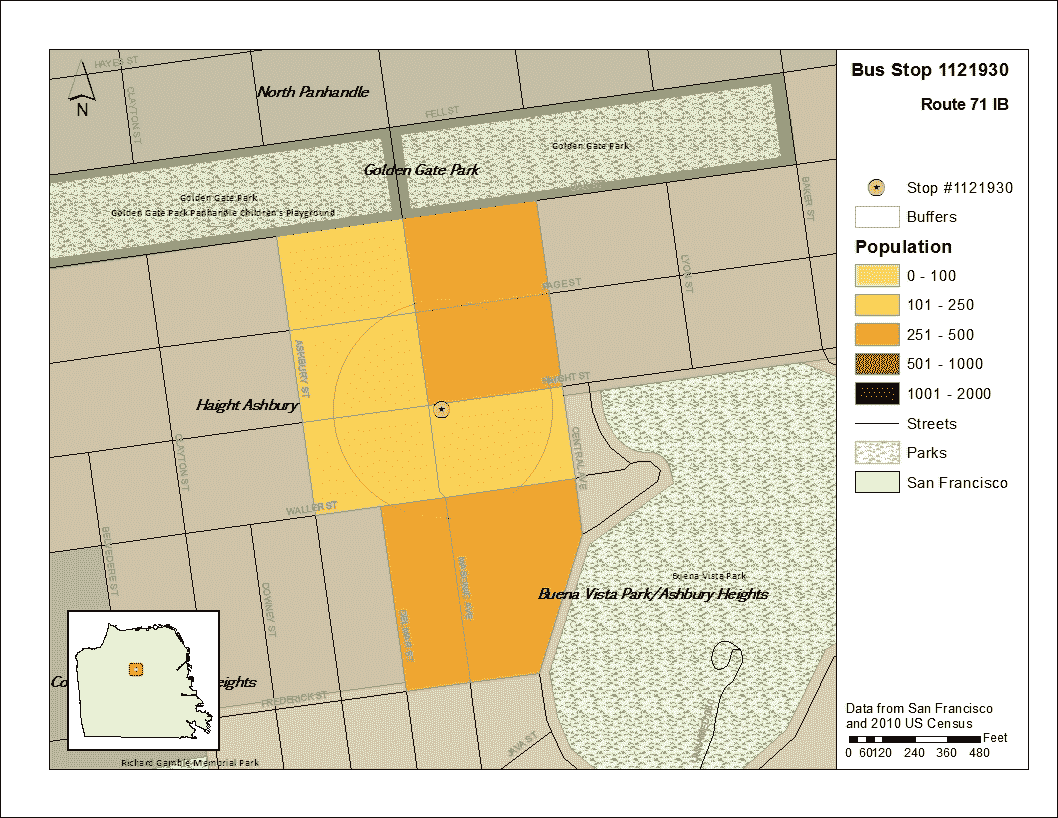 Bus Stop 1121930
Route 71 IB
Stop #1121930
Buffers
Population
0 - 100
101 - 250
251 - 500
501 - 1000
1001 - 2000
Streets
Parks
San Francisco
Data from San Francisco
and 2010 US Census
Feet
0 60120 240 360 480
HAYES ST
N
CLAYTON ST
North Panhandle
FELL ST
Golden Gate Park
Golden Gate Park
Golden Gate Park
Golden Gate Park Panhandle Children's Playground
BAKER ST
LYON ST
PAGE ST
ASHBURY ST
HAIGHT ST
Haight Ashbury
CLAYTON ST
CENTRAL AVE
WALLER ST
BELVEDERE ST
DOWNEY ST
MASONIC AVE
DELMAR ST
Buena Vista Park
Buena Vista Park/Ashbury Heights
Co
eights
FREDERICK ST
JAVA ST
Richard Gamble Memorial Park